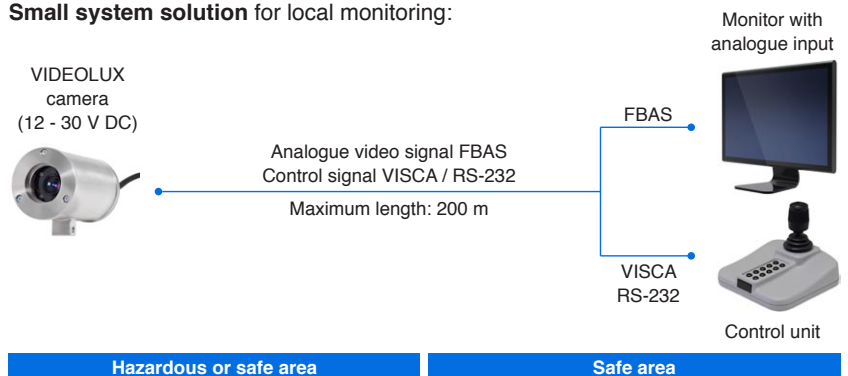 Small system solution for local monitoring:
Monitor with
analogue input
VIDEOLUX
camera
(12 - 30 V DC)
FBAS
Analogue video signal FBAS
Control signal VISCA / RS-232
Maximum length: 200 m
VISCA
RS-232
Control unit
Hazardous or safe area
Safe area